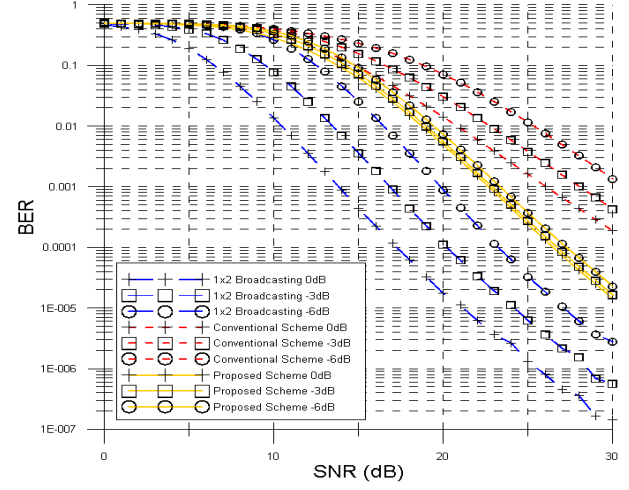 1
0.1
0.01
0.001
0.0001
1E-005
1E-006
1E-007
BER
1x2 Broadcasting 0dB
1x2 Broadcasting -3dB
1x2 Broadcasting -6dB
Conventional Scheme 0dB
Conventional Scheme -3dB
Conventional Scheme -6dB
Proposed Scheme 0dB
Proposed Scheme -3dB
Proposed Scheme -6dB
0 10 20 30
SNR (dB)